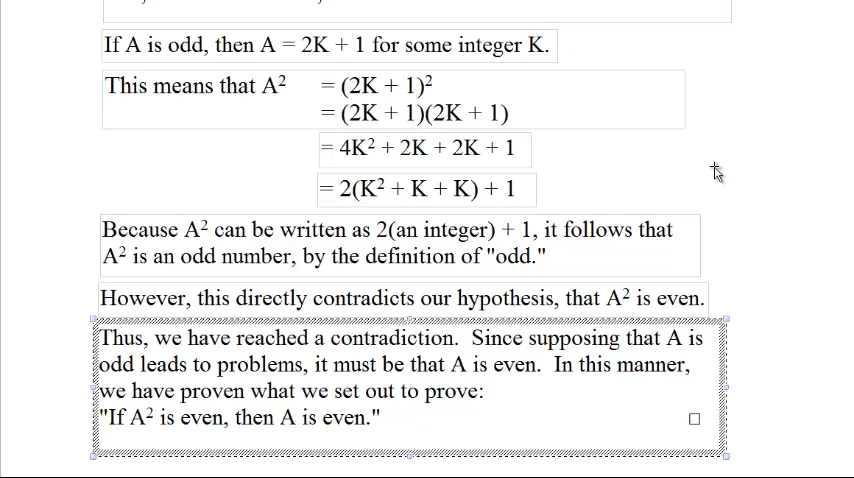 If A is odd, then A = 2K + 1 for some integer K.
This means that A² = (2K + 1)²
= (2K + 1)(2K + 1)
= 4K² + 2K + 2K + 1
= 2(K² + K + K) + 1
Because A² can be written as 2(an integer) + 1, it follows that
A² is an odd number, by the definition of "odd."
However, this directly contradicts our hypothesis, that A² is even.
Thus, we have reached a contradiction.  Since supposing that A is
odd leads to problems, it must be that A is even.  In this manner,
we have proven what we set out to prove:
"If A² is even, then A is even." □